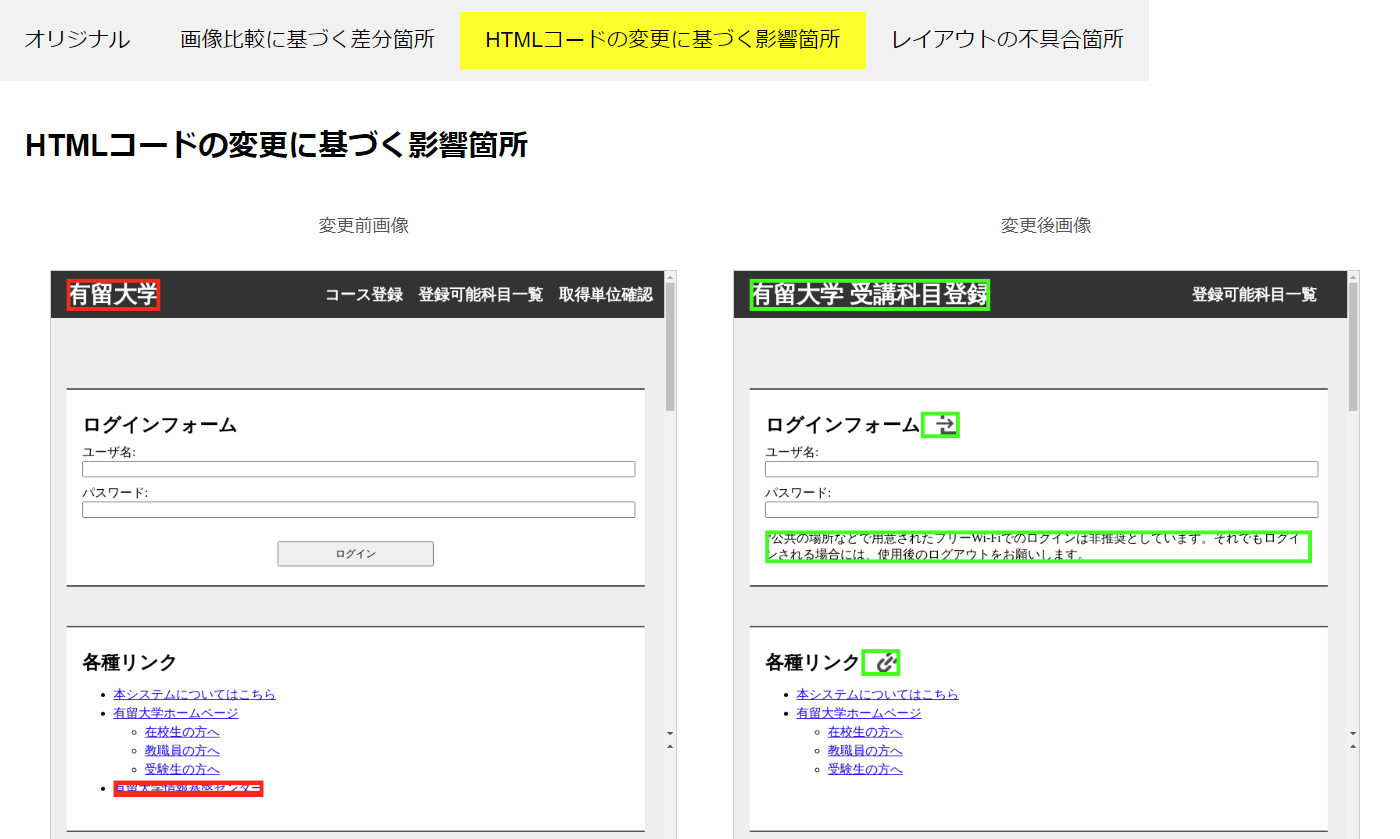 オリジナル 画像比較に基づく差分箇所 HTMLコードの変更に基づく影響箇所 レイアウトの不具合箇所
HTMLコードの変更に基づく影響箇所
変更前画像
有留大学 コース登録 登録可能科目一覧 取得単位確認
ログインフォーム
ユーザ名:
パスワード:
ログイン
各種リンク
本システムについてはこちら
有留大学ホームページ
在校生の方へ
教職員の方へ
受験生の方へ
有留大学情報基盤センター
変更後画像
有留大学 受講科目登録 登録可能科目一覧
ログインフォーム
ユーザ名:
パスワード:
*公共の場所などで用意されたフリーWi-Fiでのログインは非推奨としています。それでもログイ
ンされる場合には、使用後のログアウトをお願いします。
各種リンク
本システムについてはこちら
有留大学ホームページ
在校生の方へ
教職員の方へ
受験生の方へ